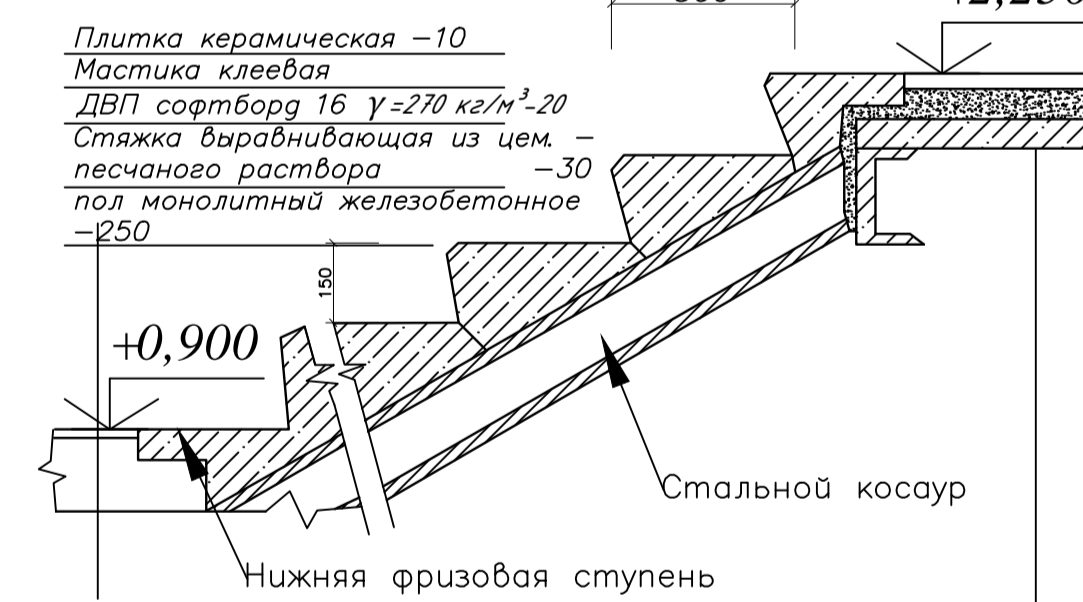 Плитка керамическая -10
Мастика клеевая
ДВП софтборд 16 γ=270 кг/м³-20
Стяжка выравнивающая из цем. -
песчаного раствора -30
пол монолитный железобетонное
-250
150
+0,900
Стальной косаур
Нижняя фризовая ступень